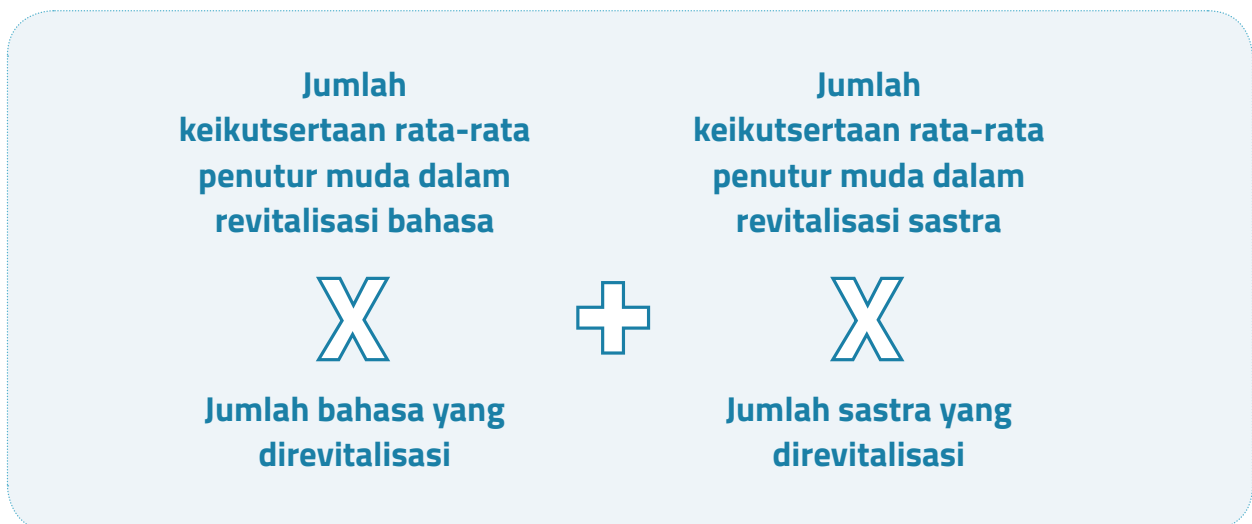 Jumlah
keikutsertaan rata-rata
penutur muda dalam
revitalisasi bahasa
X
Jumlah bahasa yang
direvitalisasi
+
Jumlah
keikutsertaan rata-rata
penutur muda dalam
revitalisasi sastra
X
Jumlah sastra yang
direvitalisasi